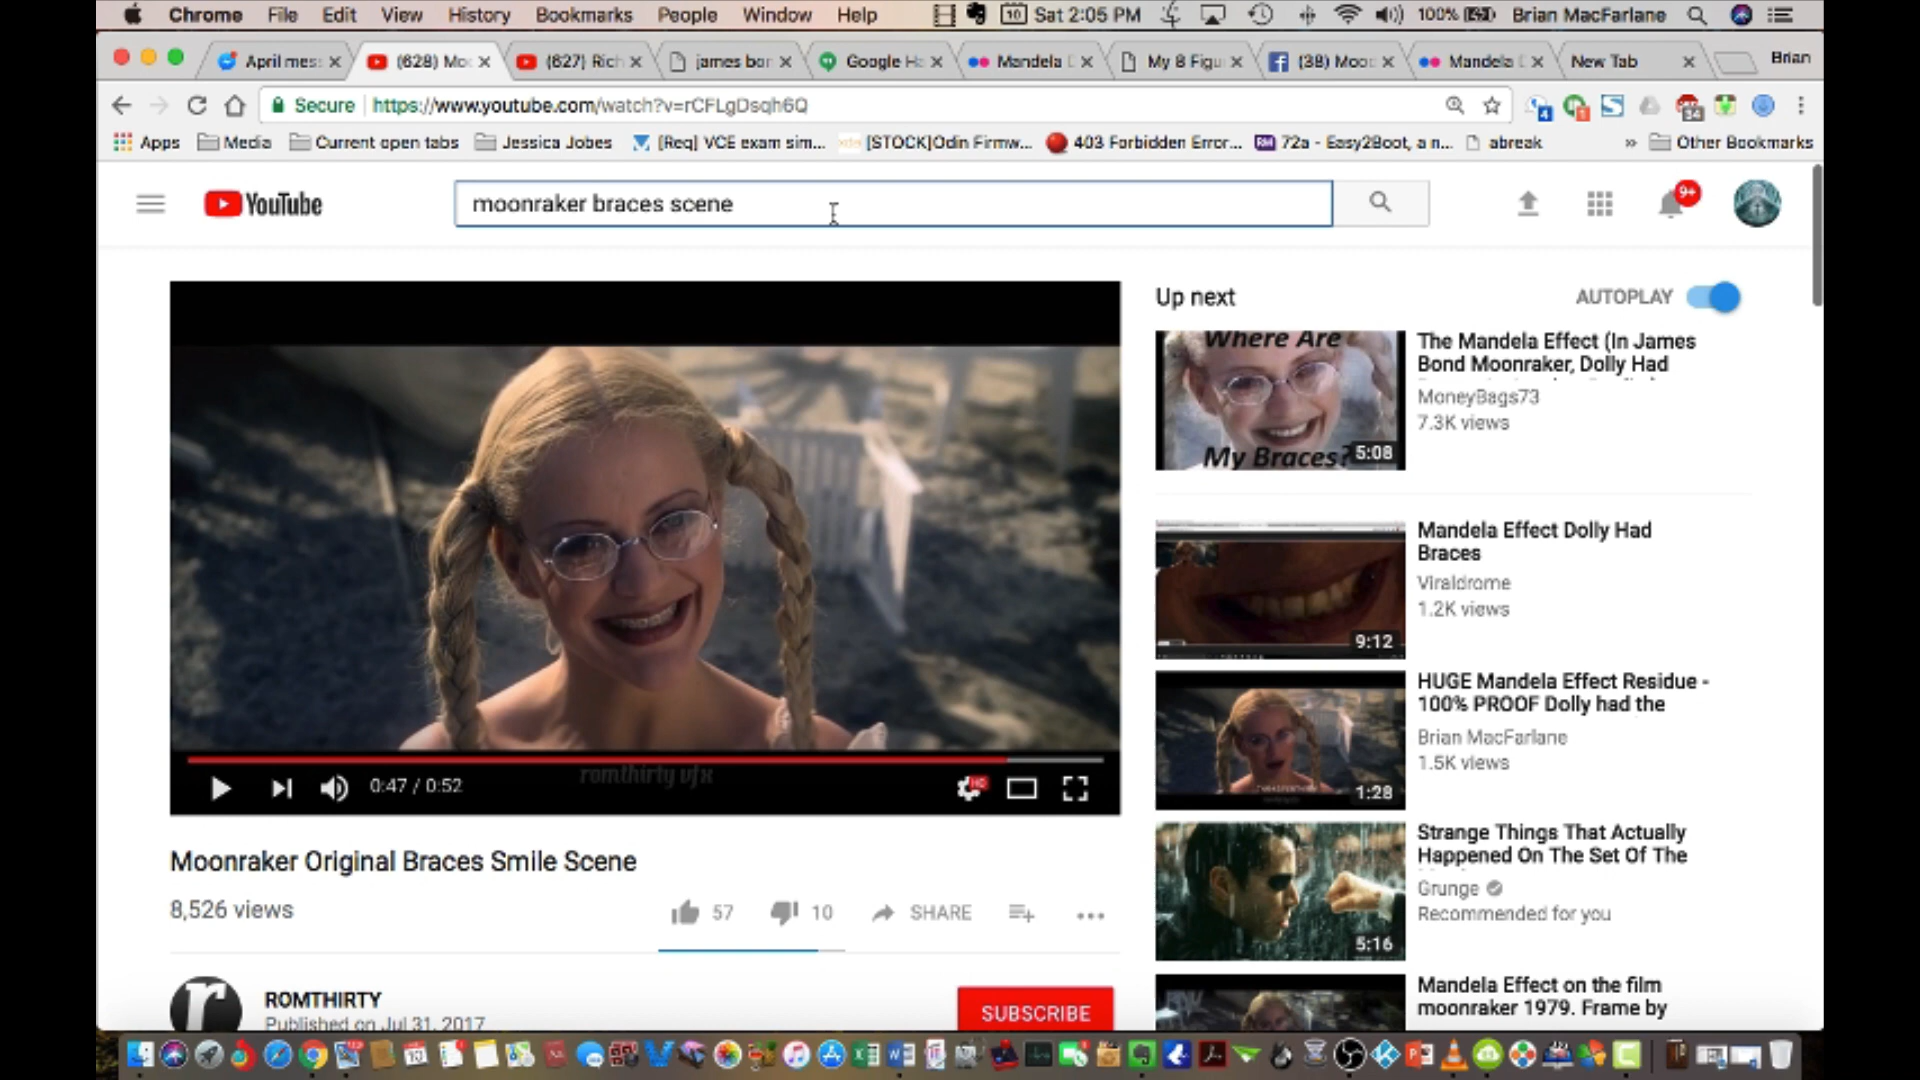 Chrome File Edit View History Bookmarks People Window Help 10 Sat 2:05 PM 100% Brian MacFarlane
April mes (628) Mo (627) Rich james bor Google Ha Mandela My 8 Figu (38) Moo Mandela New Tab Brian
Secure https://www.youtube.com/watch?v=rCFLgDsqh6Q
Apps Media Current open tabs Jessica Jobes [Req] VCE exam sim... [STOCK]Odin Firmw... 403 Forbidden Error... 72a - Easy2Boot, a n... abreak » Other Bookmarks
YouTube moonraker braces scene 9+
Up next AUTOPLAY
Where Are
My Braces?
5:08
The Mandela Effect (In James
Bond Moonraker, Dolly Had
MoneyBags73
7.3K views
Mandela Effect Dolly Had
Braces
Viraldrome
1.2K views
9:12
HUGE Mandela Effect Residue -
100% PROOF Dolly had the
Brian MacFarlane
1.5K views
1:28
Strange Things That Actually
Happened On The Set Of The
Grunge
Recommended for you
5:16
Mandela Effect on the film
moonraker 1979. Frame by
romthirty vfx
0:47 / 0:52 HD
Moonraker Original Braces Smile Scene
8,526 views
57 10 SHARE
r
ROMTHIRTY
Published on Jul 31, 2017
SUBSCRIBE